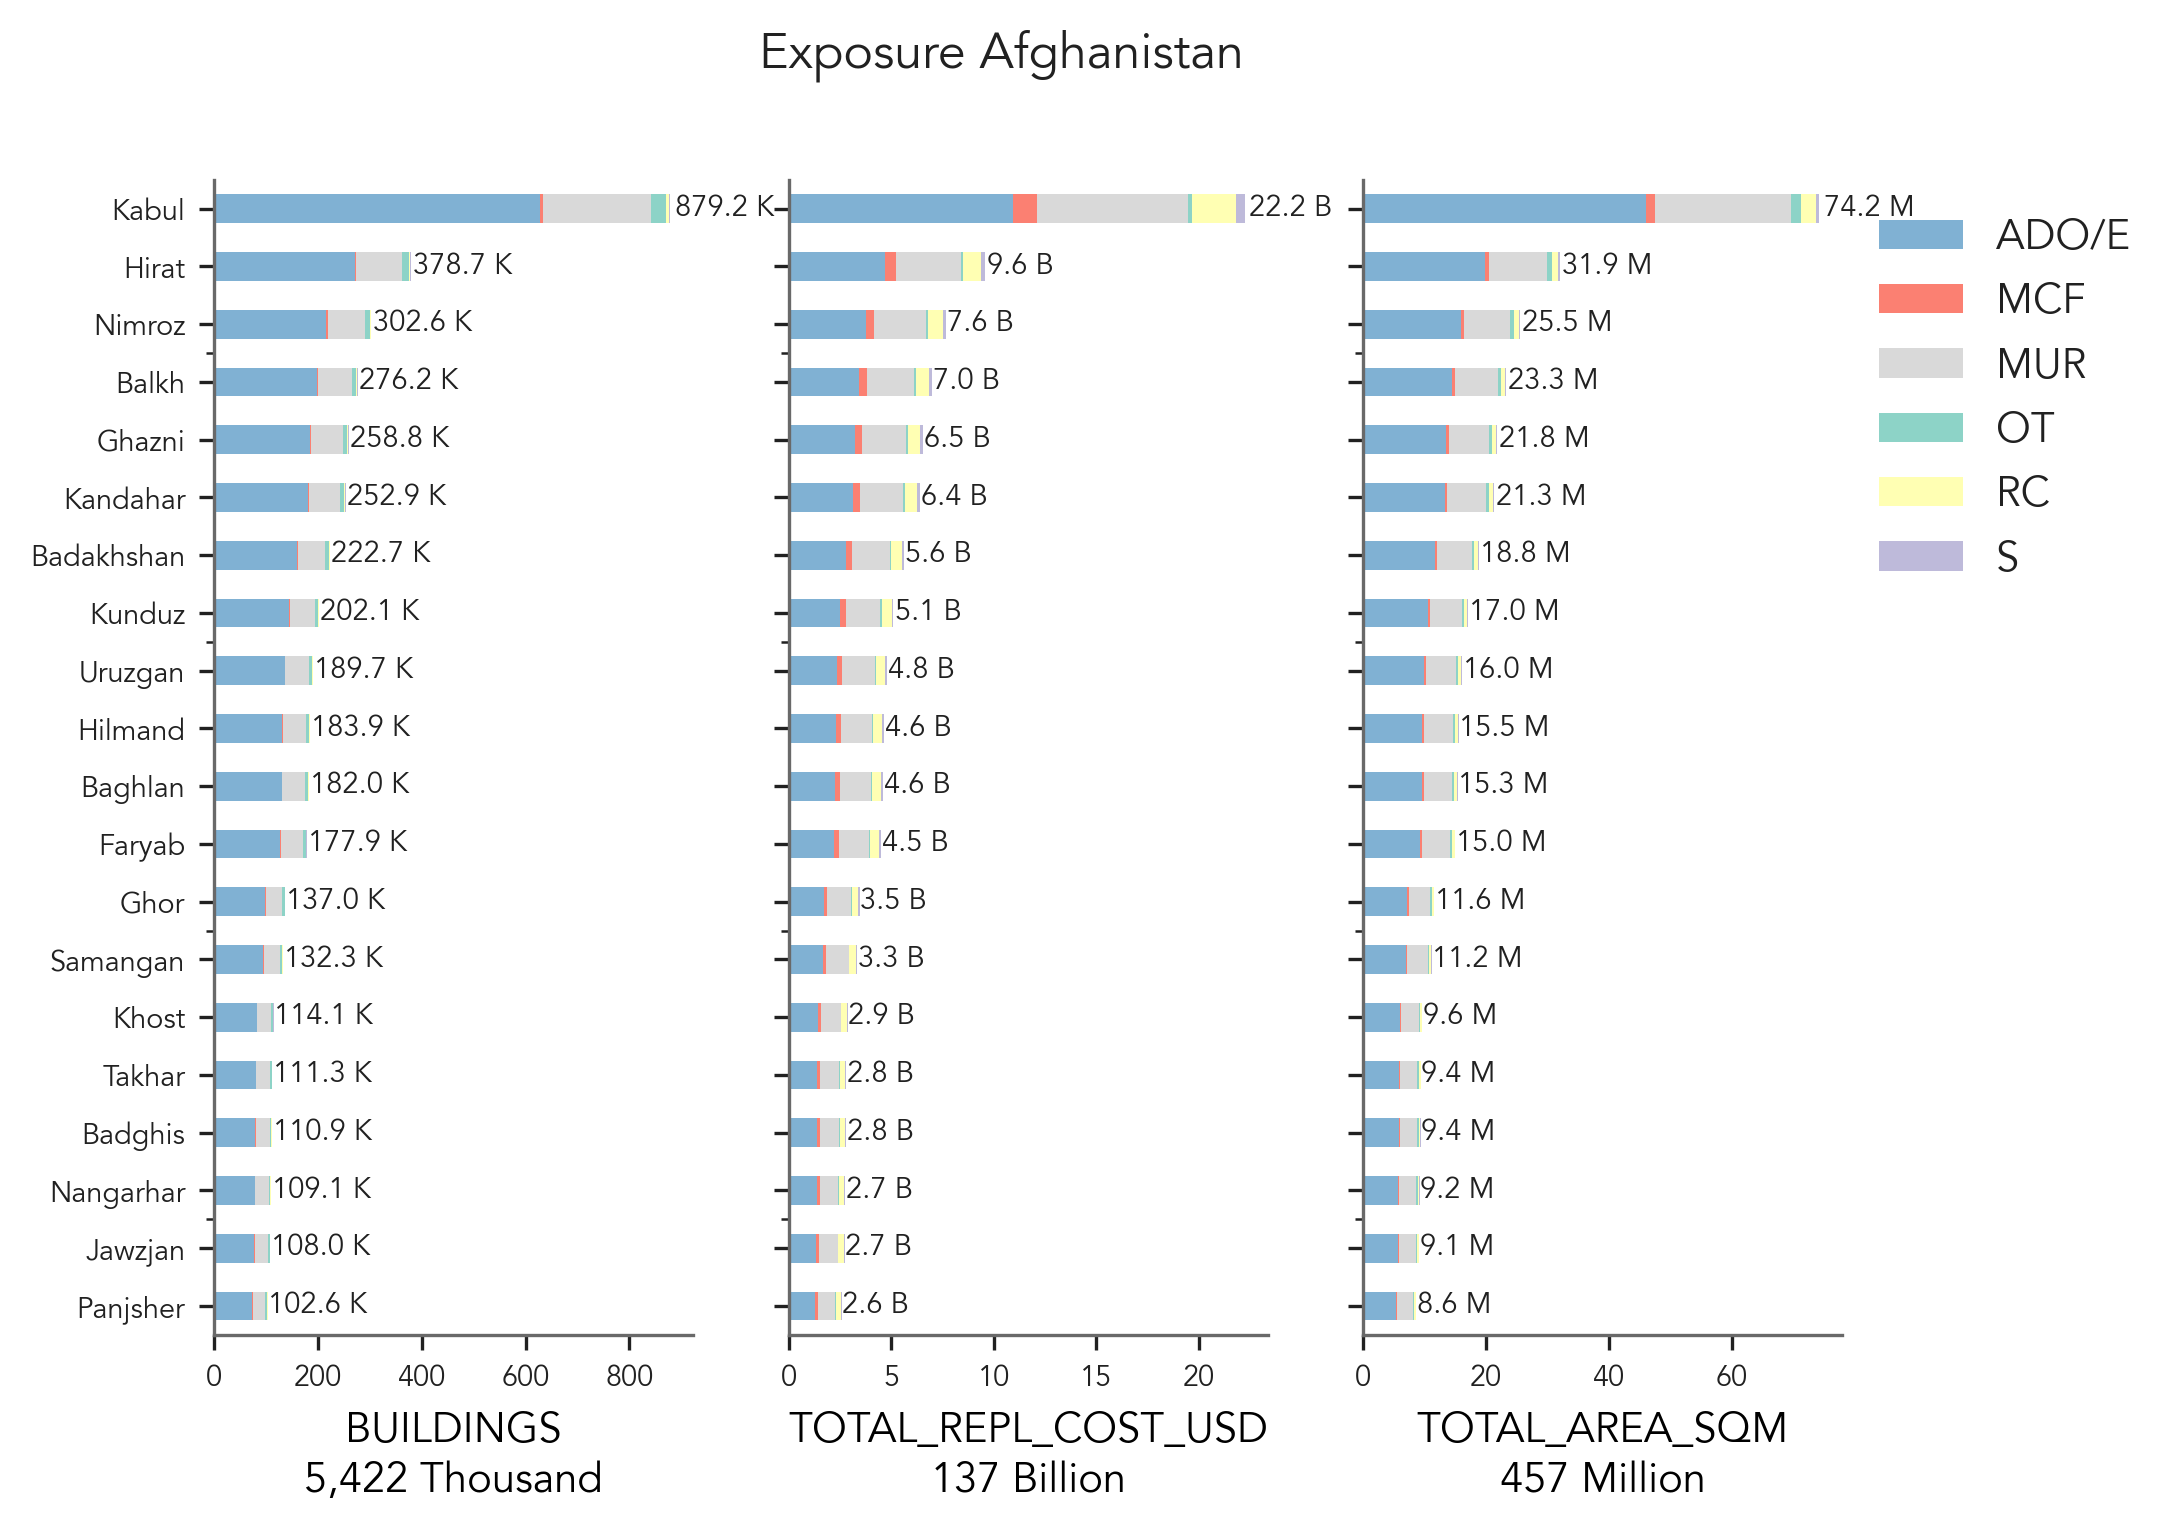 Exposure Afghanistan
Kabul 879.2 K 22.2 B 74.2 M
Hirat 378.7 K 9.6 B 31.9 M
Nimroz 302.6 K 7.6 B 25.5 M
Balkh 276.2 K 7.0 B 23.3 M
Ghazni 258.8 K 6.5 B 21.8 M
Kandahar 252.9 K 6.4 B 21.3 M
Badakhshan 222.7 K 5.6 B 18.8 M
Kunduz 202.1 K 5.1 B 17.0 M
Uruzgan 189.7 K 4.8 B 16.0 M
Hilmand 183.9 K 4.6 B 15.5 M
Baghlan 182.0 K 4.6 B 15.3 M
Faryab 177.9 K 4.5 B 15.0 M
Ghor 137.0 K 3.5 B 11.6 M
Samangan 132.3 K 3.3 B 11.2 M
Khost 114.1 K 2.9 B 9.6 M
Takhar 111.3 K 2.8 B 9.4 M
Badghis 110.9 K 2.8 B 9.4 M
Nangarhar 109.1 K 2.7 B 9.2 M
Jawzjan 108.0 K 2.7 B 9.1 M
Panjsher 102.6 K 2.6 B 8.6 M
0 200 400 600 800
0 5 10 15 20
0 20 40 60
BUILDINGS
5,422 Thousand
TOTAL_REPL_COST_USD
137 Billion
TOTAL_AREA_SQM
457 Million
ADO/E
MCF
MUR
OT
RC
S